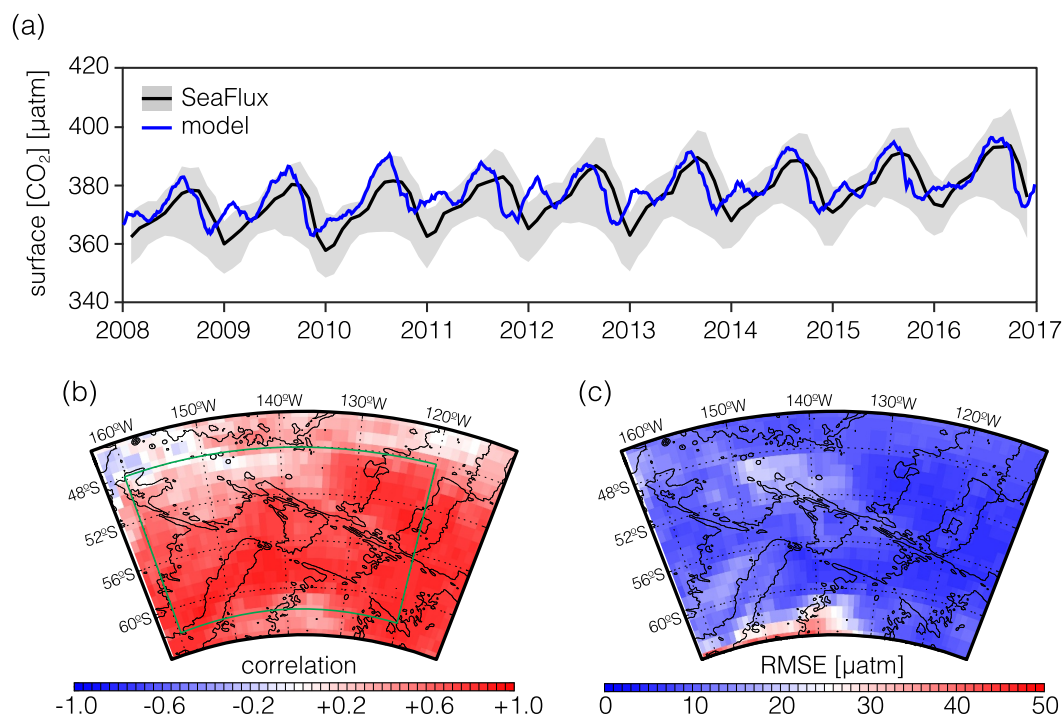 (a)
surface [CO₂] [µatm]
420
400
380
360
340
SeaFlux
model
2008 2009 2010 2011 2012 2013 2014 2015 2016 2017
(b)
160ºW 150ºW 140ºW 130ºW 120ºW
48ºS
52ºS
56ºS
60ºS
correlation
-1.0 -0.6 -0.2 +0.2 +0.6 +1.0
(c)
160ºW 150ºW 140ºW 130ºW 120ºW
48ºS
52ºS
56ºS
60ºS
RMSE [µatm]
0 10 20 30 40 50